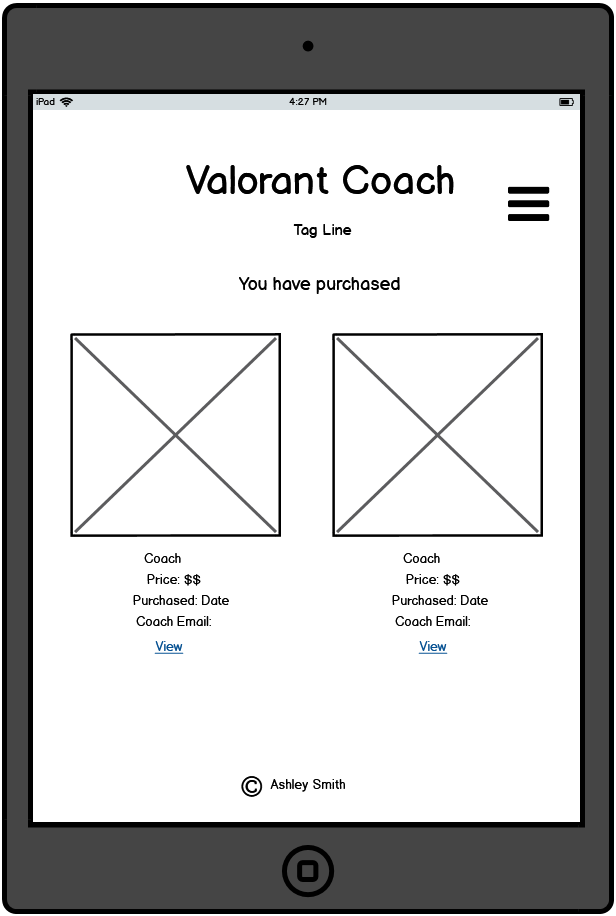 iPad 4:27 PM
Valorant Coach
Tag Line
You have purchased
Coach
Price: $$
Purchased: Date
Coach Email:
View
Coach
Price: $$
Purchased: Date
Coach Email:
View
© Ashley Smith